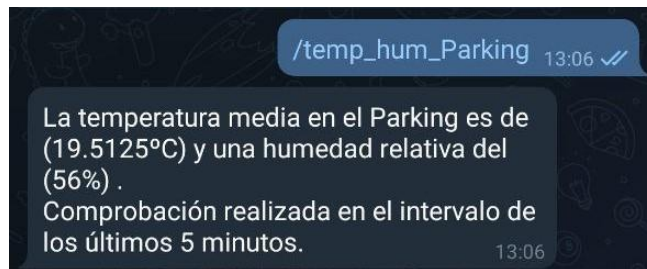 /temp_hum_Parking 13:06
La temperatura media en el Parking es de
(19.5125ºC) y una humedad relativa del
(56%) .
Comprobación realizada en el intervalo de
los últimos 5 minutos.
13:06